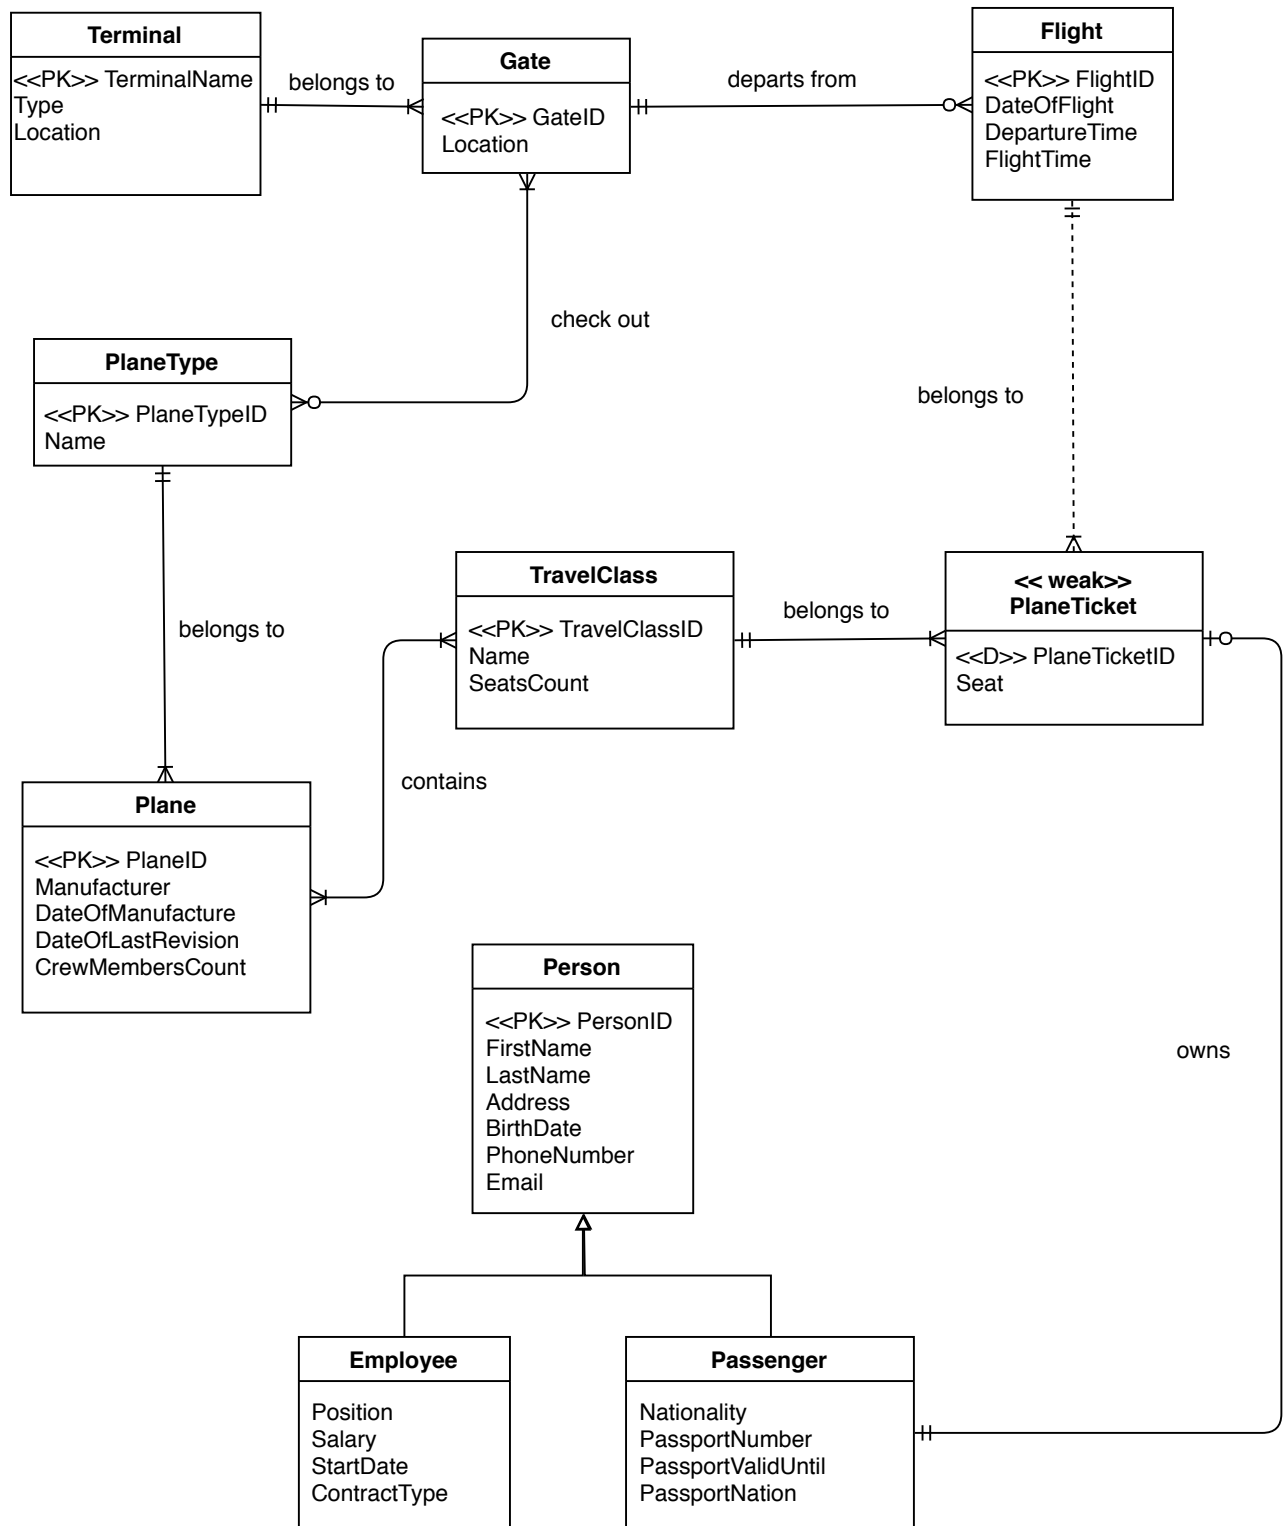 Terminal
<<PK>> TerminalName
Type
Location
belongs to
Gate
<<PK>> GateID
Location
departs from
Flight
<<PK>> FlightID
DateOfFlight
DepartureTime
FlightTime
check out
PlaneType
<<PK>> PlaneTypeID
Name
belongs to
belongs to
TravelClass
<<PK>> TravelClassID
Name
SeatsCount
belongs to
<< weak>>
PlaneTicket
<<D>> PlaneTicketID
Seat
contains
Plane
<<PK>> PlaneID
Manufacturer
DateOfManufacture
DateOfLastRevision
CrewMembersCount
Person
<<PK>> PersonID
FirstName
LastName
Address
BirthDate
PhoneNumber
Email
owns
Employee
Position
Salary
StartDate
ContractType
Passenger
Nationality
PassportNumber
PassportValidUntil
PassportNation